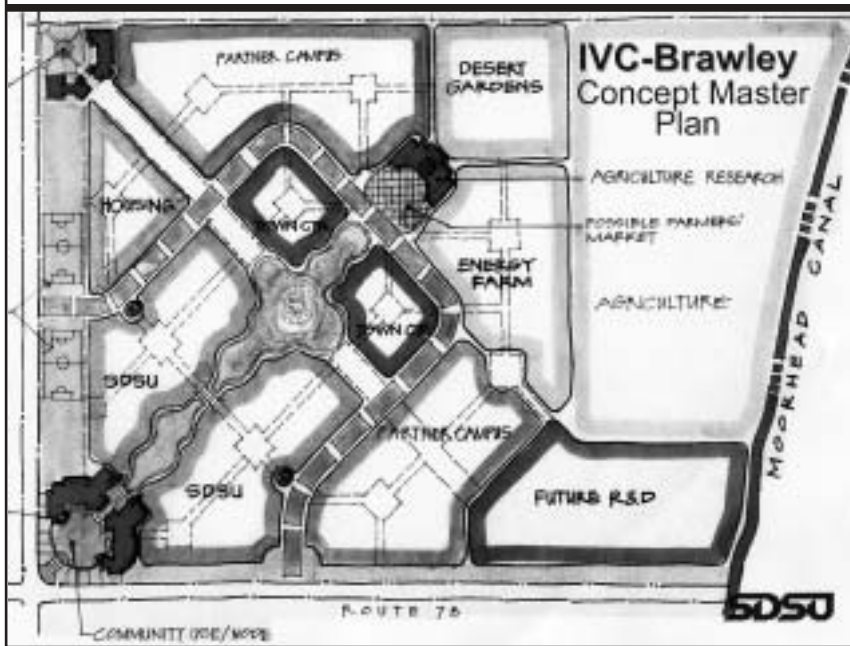 IVC-Brawley
Concept Master
Plan
PARTNER CAMPUS
DESERT
GARDENS
AGRICULTURE RESEARCH
POSSIBLE FARMERS'
MARKET
HOUSING
TOWN CTR
ENERGY
FARM
AGRICULTURE
TOWN CTR
MOORHEAD CANAL
SDSU
PARTNER CAMPUS
SDSU
FUTURE R&D
SDSU
ROUTE 78
COMMUNITY USE/NODE